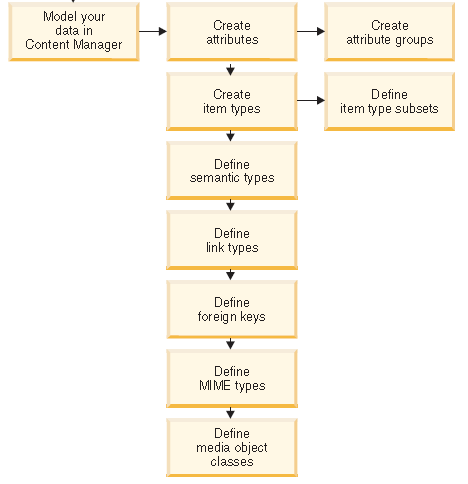 Model your
data in
Content Manager
Create
attributes
Create
attribute groups
Create
item types
Define
item type subsets
Define
semantic types
Define
link types
Define
foreign keys
Define
MIME types
Define
media object
classes